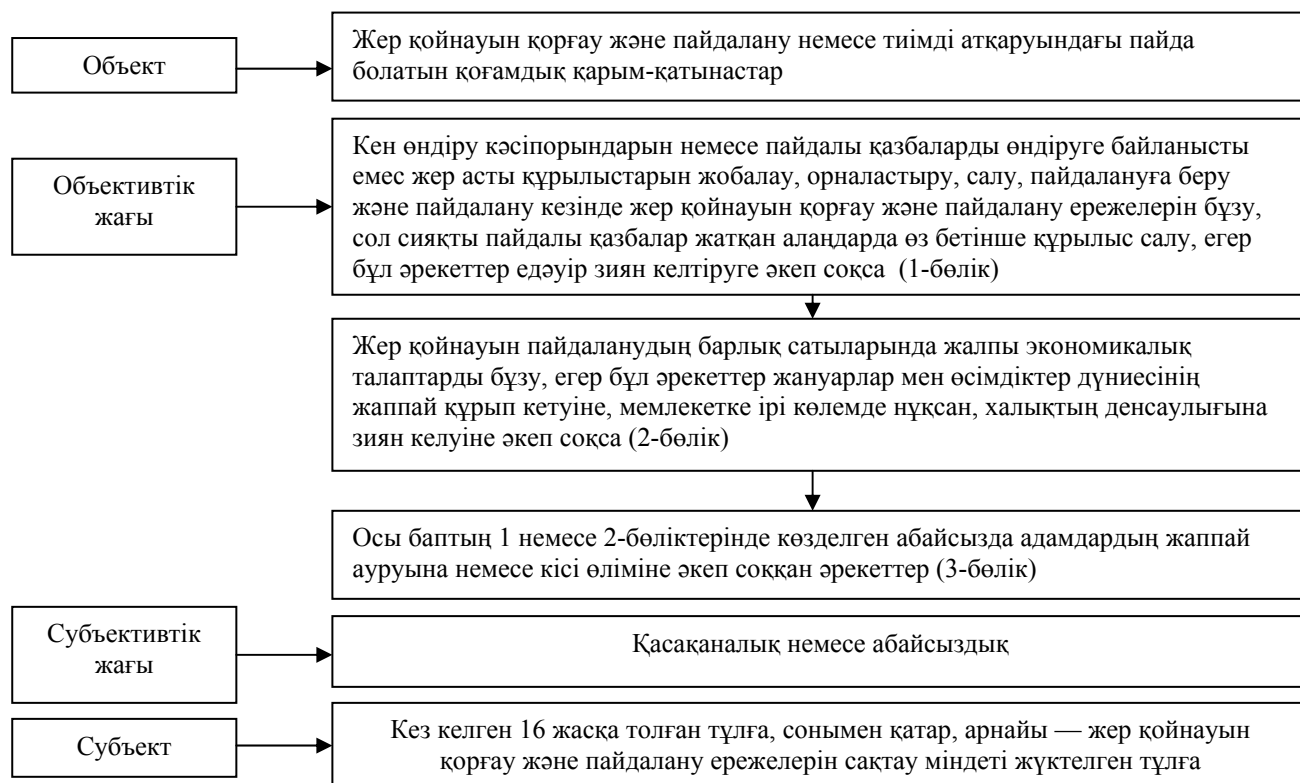 Объект
Жер қойнауын қорғау және пайдалану немесе тиімді атқаруындағы пайда
болатын қоғамдық қарым-қатынастар
Объективтік
жағы
Кен өндіру кәсіпорындарын немесе пайдалы қазбаларды өндіруге байланысты
емес жер асты құрылыстарын жобалау, орналастыру, салу, пайдалануға беру
және пайдалану кезінде жер қойнауын қорғау және пайдалану ережелерін бұзу,
сол сияқты пайдалы қазбалар жатқан алаңдарда өз бетінше құрылыс салу, егер
бұл әрекеттер едәуір зиян келтіруге әкеп соқса (1-бөлік)
Жер қойнауын пайдаланудың барлық сатыларында жалпы экономикалық
талаптарды бұзу, егер бұл әрекеттер жануарлар мен өсімдіктер дүниесінің
жаппай құрып кетуіне, мемлекетке ірі көлемде нұқсан, халықтың денсаулығына
зиян келуіне әкеп соқса (2-бөлік)
Осы баптың 1 немесе 2-бөліктерінде көзделген абайсызда адамдардың жаппай
ауруына немесе кісі өліміне әкеп соққан әрекеттер (3-бөлік)
Субъективтік
жағы
Қасақаналық немесе абайсыздық
Субъект
Кез келген 16 жасқа толған тұлға, сонымен қатар, арнайы — жер қойнауын
қорғау және пайдалану ережелерін сақтау міндеті жүктелген тұлға